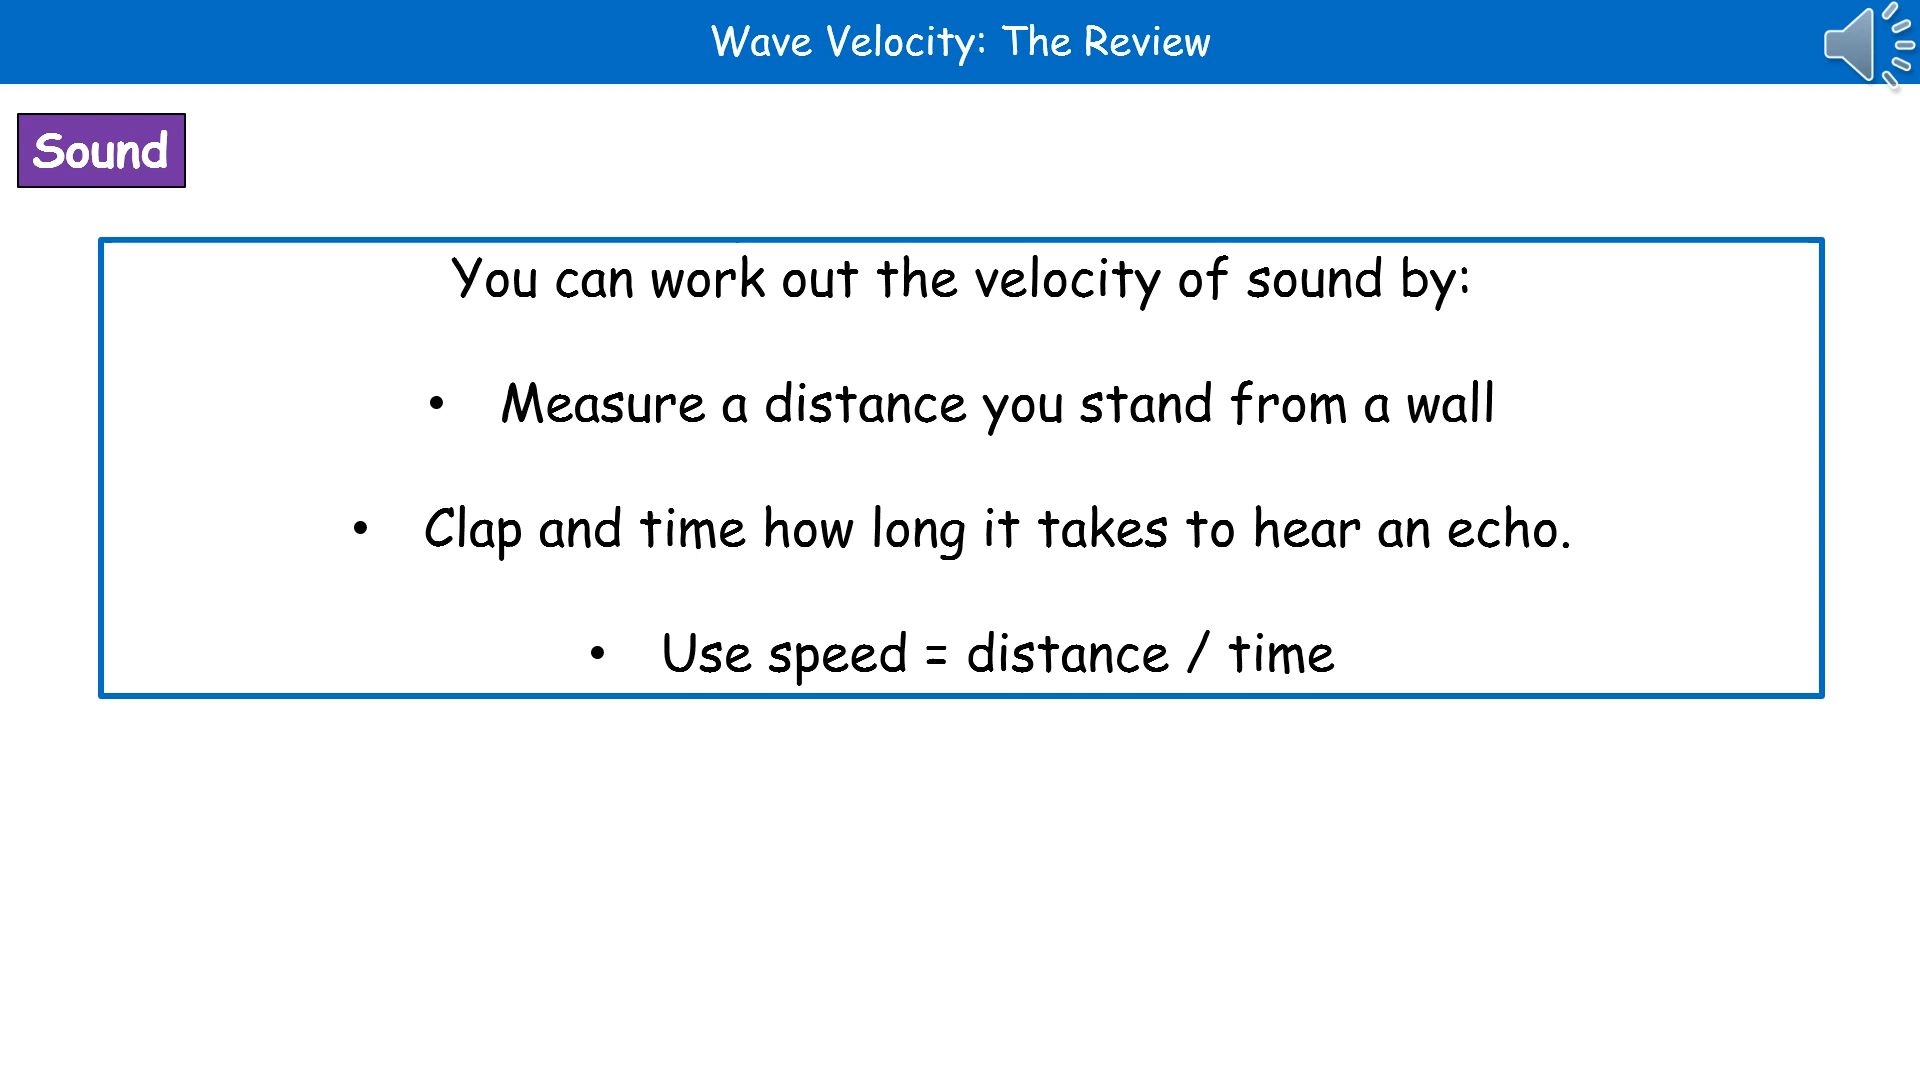 Wave Velocity: The Review
Sound
You can work out the velocity of sound by:
• Measure a distance you stand from a wall
• Clap and time how long it takes to hear an echo.
• Use speed = distance / time